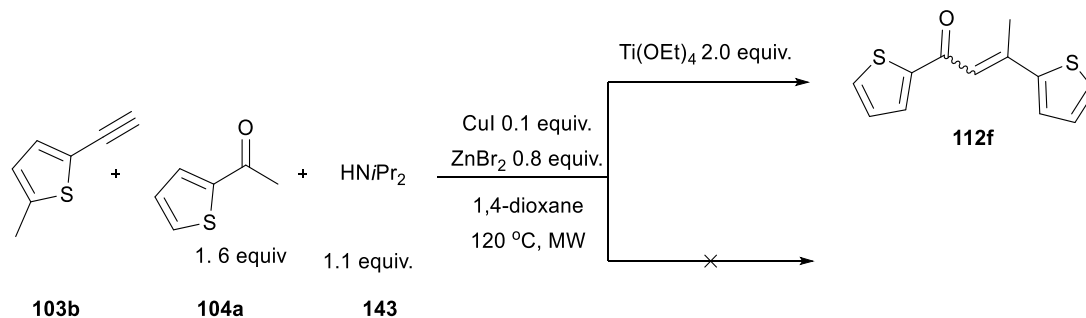 O
Ti(OEt)4 2.0 equiv.
S
S
112f
CuI 0.1 equiv.
ZnBr2 0.8 equiv.
1,4-dioxane
120 oC, MW
S
+
O
S
+
HNiPr2
1. 6 equiv
1.1 equiv.
103b
104a
143